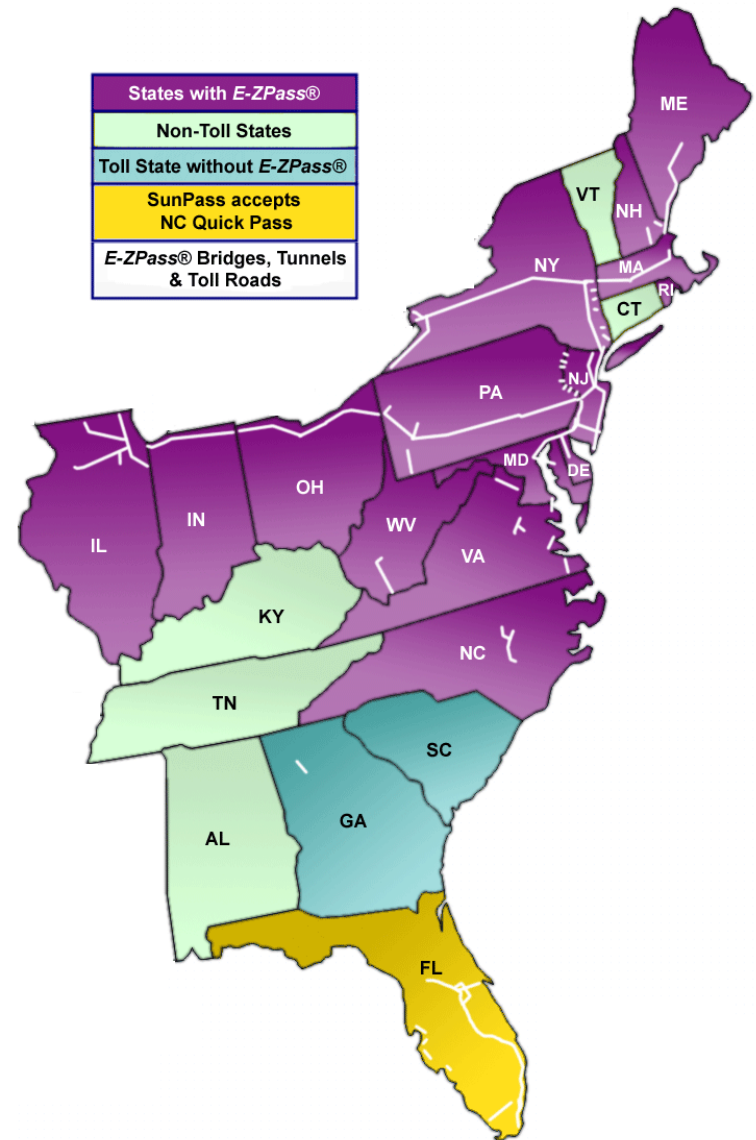 States with E-ZPass®
Non-Toll States
Toll State without E-ZPass®
SunPass accepts
NC Quick Pass
E-ZPass® Bridges, Tunnels
& Toll Roads
ME
VT
NH
NY
MA
RI
CT
PA
NJ
MD
DE
OH
IN
IL
WV
VA
KY
NC
TN
SC
GA
AL
FL